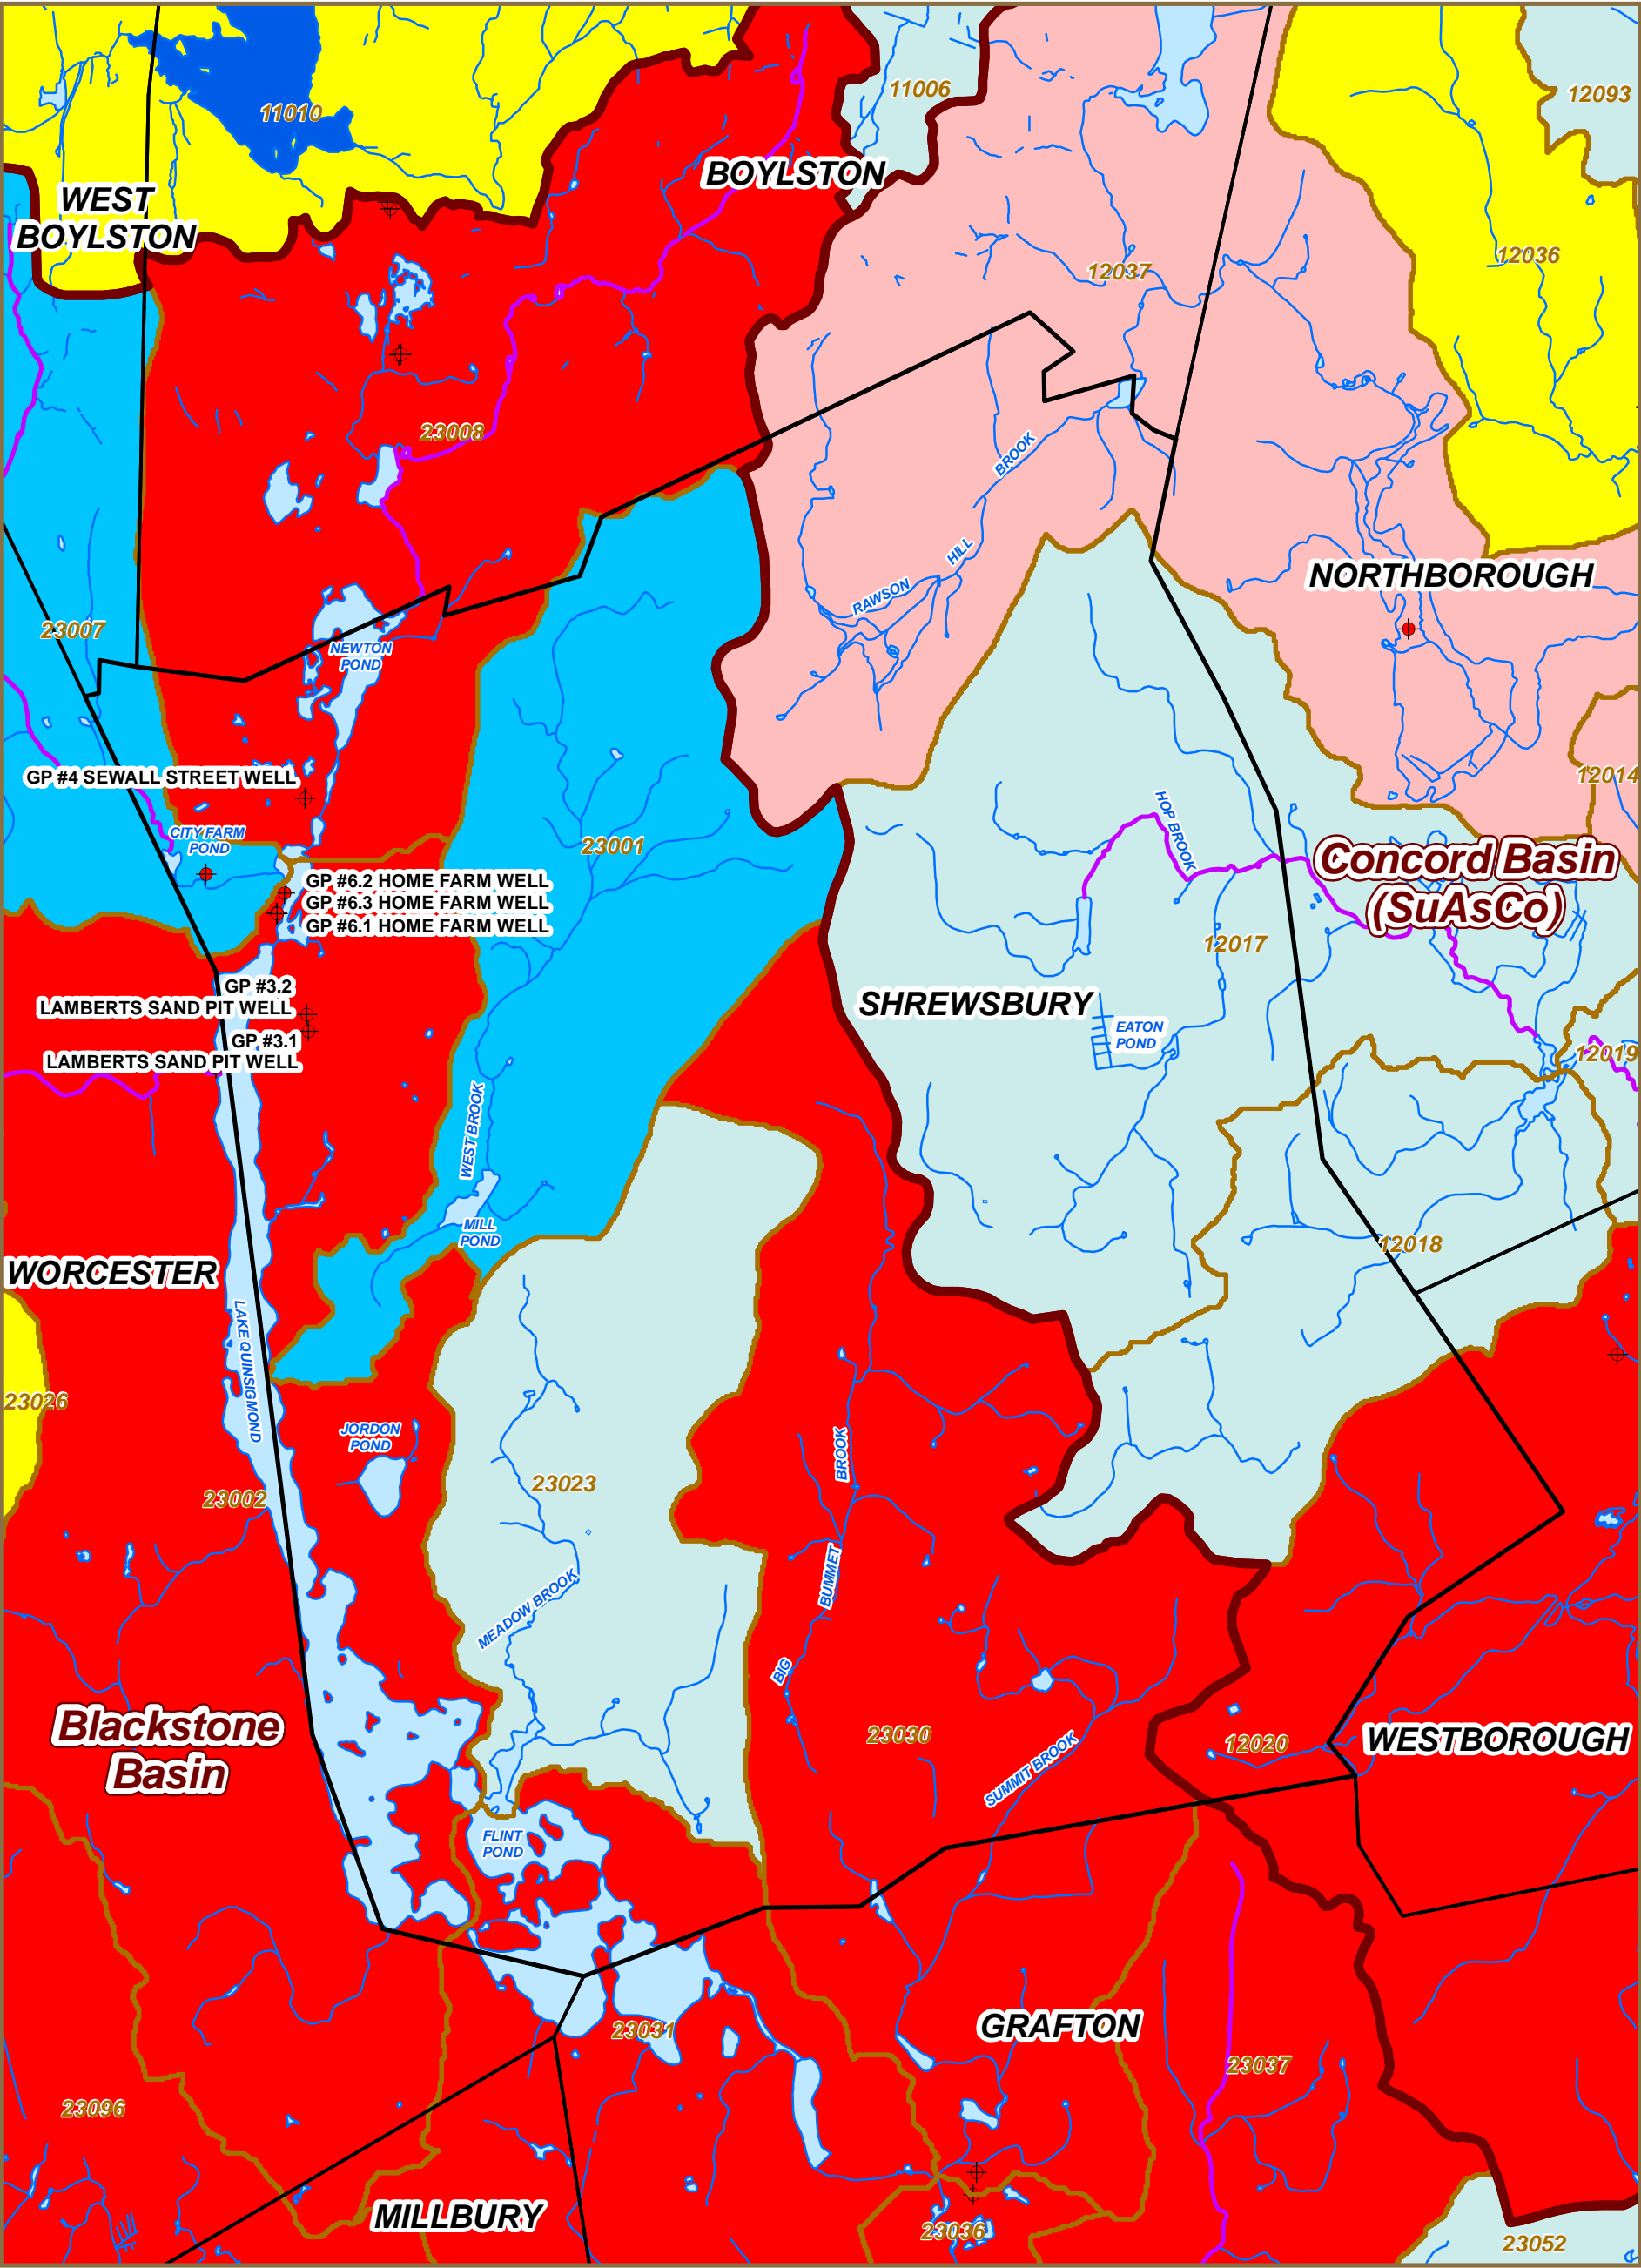 11006
12093
11010
BOYLSTON
WEST
BOYLSTON
12036
12037
23008
BROOK
HILL
RAWSON
NORTHBOROUGH
23007
NEWTON
POND
12014
GP #4 SEWALL STREET WELL
CITY FARM
POND
23001
HOP BROOK
Concord Basin
(SuAsCo)
GP #6.2 HOME FARM WELL
GP #6.3 HOME FARM WELL
GP #6.1 HOME FARM WELL
12017
GP #3.2
LAMBERTS SAND PIT WELL
SHREWSBURY
GP #3.1
LAMBERTS SAND PIT WELL
EATON
POND
12019
WEST BROOK
MILL
POND
12018
WORCESTER
LAKE QUINSIGMOND
23026
JORDON
POND
BROOK
23023
23002
BUMMET
MEADOW BROOK
BIG
Blackstone
Basin
23030
SUMMIT BROOK
12020
WESTBOROUGH
FLINT
POND
GRAFTON
23031
23037
23096
MILLBURY
23036
23052